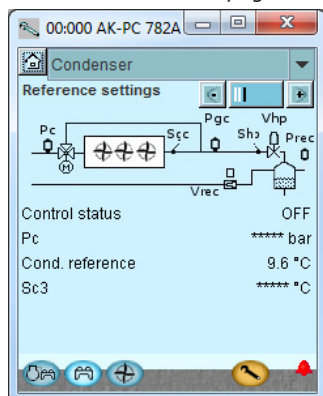 00:000 AK-PC 782A
Condenser
Reference settings
Pgc Vhp
Pc Scc Shp Prec
M
Vrec
Control status OFF
Pc ***** bar
Cond. reference 9.6 °C
Sc3 ***** °C